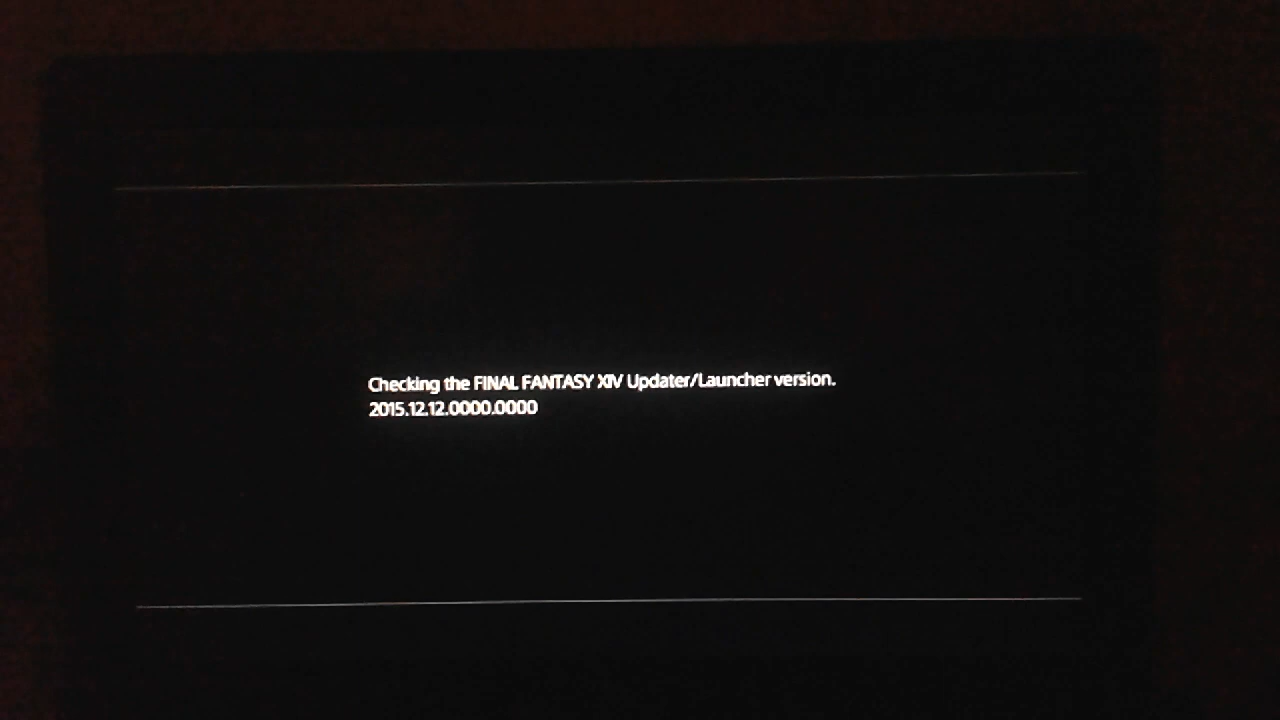 Checking the FINAL FANTASY XIV Updater/Launcher version.
2015.12.12.0000.0000